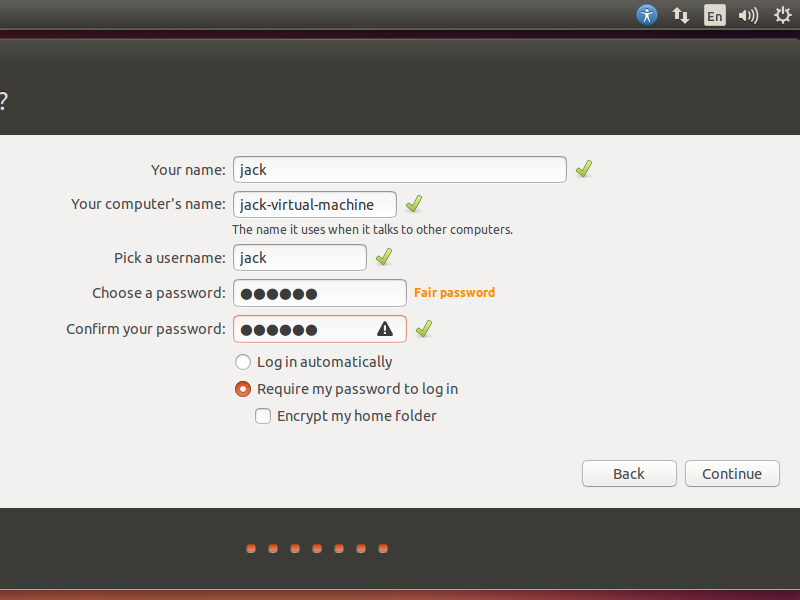 En
?
Your name: jack
Your computer's name: jack-virtual-machine
The name it uses when it talks to other computers.
Pick a username: jack
Choose a password: ●●●●●● Fair password
Confirm your password: ●●●●●●
Log in automatically
Require my password to log in
Encrypt my home folder
Back Continue